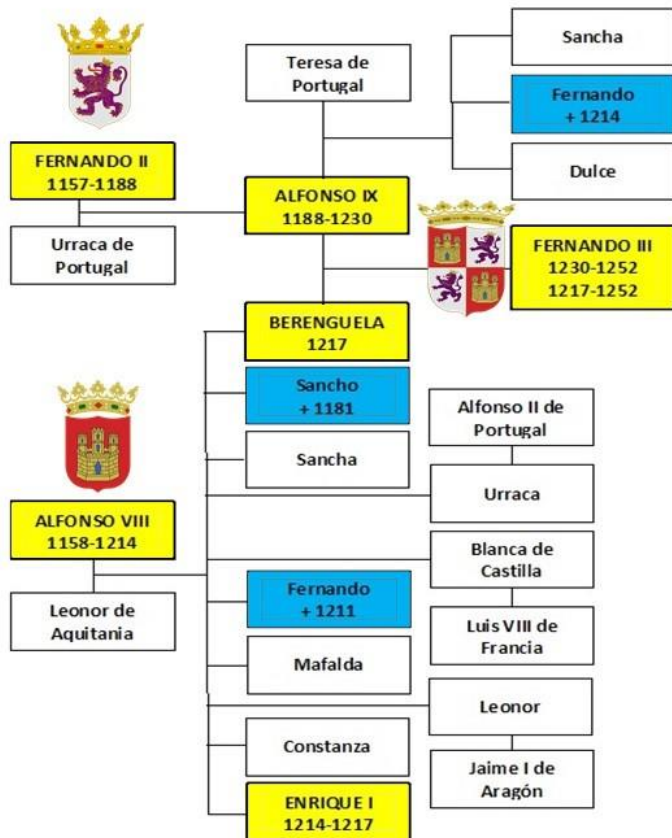 Sancha
Teresa de
Portugal
Fernando
+ 1214
FERNANDO II
1157-1188
Dulce
ALFONSO IX
1188-1230
Urraca de
Portugal
FERNANDO III
1230-1252
1217-1252
BERENGUELA
1217
Sancho
+ 1181
Alfonso II de
Portugal
Sancha
Urraca
ALFONSO VIII
1158-1214
Blanca de
Castilla
Leonor de
Aquitania
Fernando
+ 1211
Luis VIII de
Francia
Mafalda
Leonor
Constanza
Jaime I de
Aragón
ENRIQUE I
1214-1217